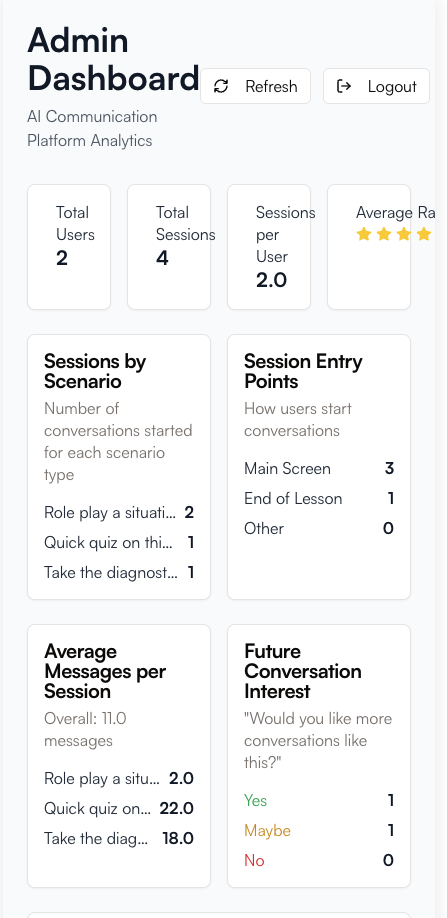 Admin
Dashboard
Refresh
Logout
AI Communication
Platform Analytics
Total
Users
2
Total
Sessions
4
Sessions
per
User
2.0
Average Ra
Sessions by
Scenario
Number of
conversations started
for each scenario
type
Role play a situati... 2
Quick quiz on thi... 1
Take the diagnost... 1
Session Entry
Points
How users start
conversations
Main Screen 3
End of Lesson 1
Other 0
Average
Messages per
Session
Overall: 11.0
messages
Role play a situ... 2.0
Quick quiz on... 22.0
Take the diag... 18.0
Future
Conversation
Interest
"Would you like more
conversations like
this?"
Yes 1
Maybe 1
No 0